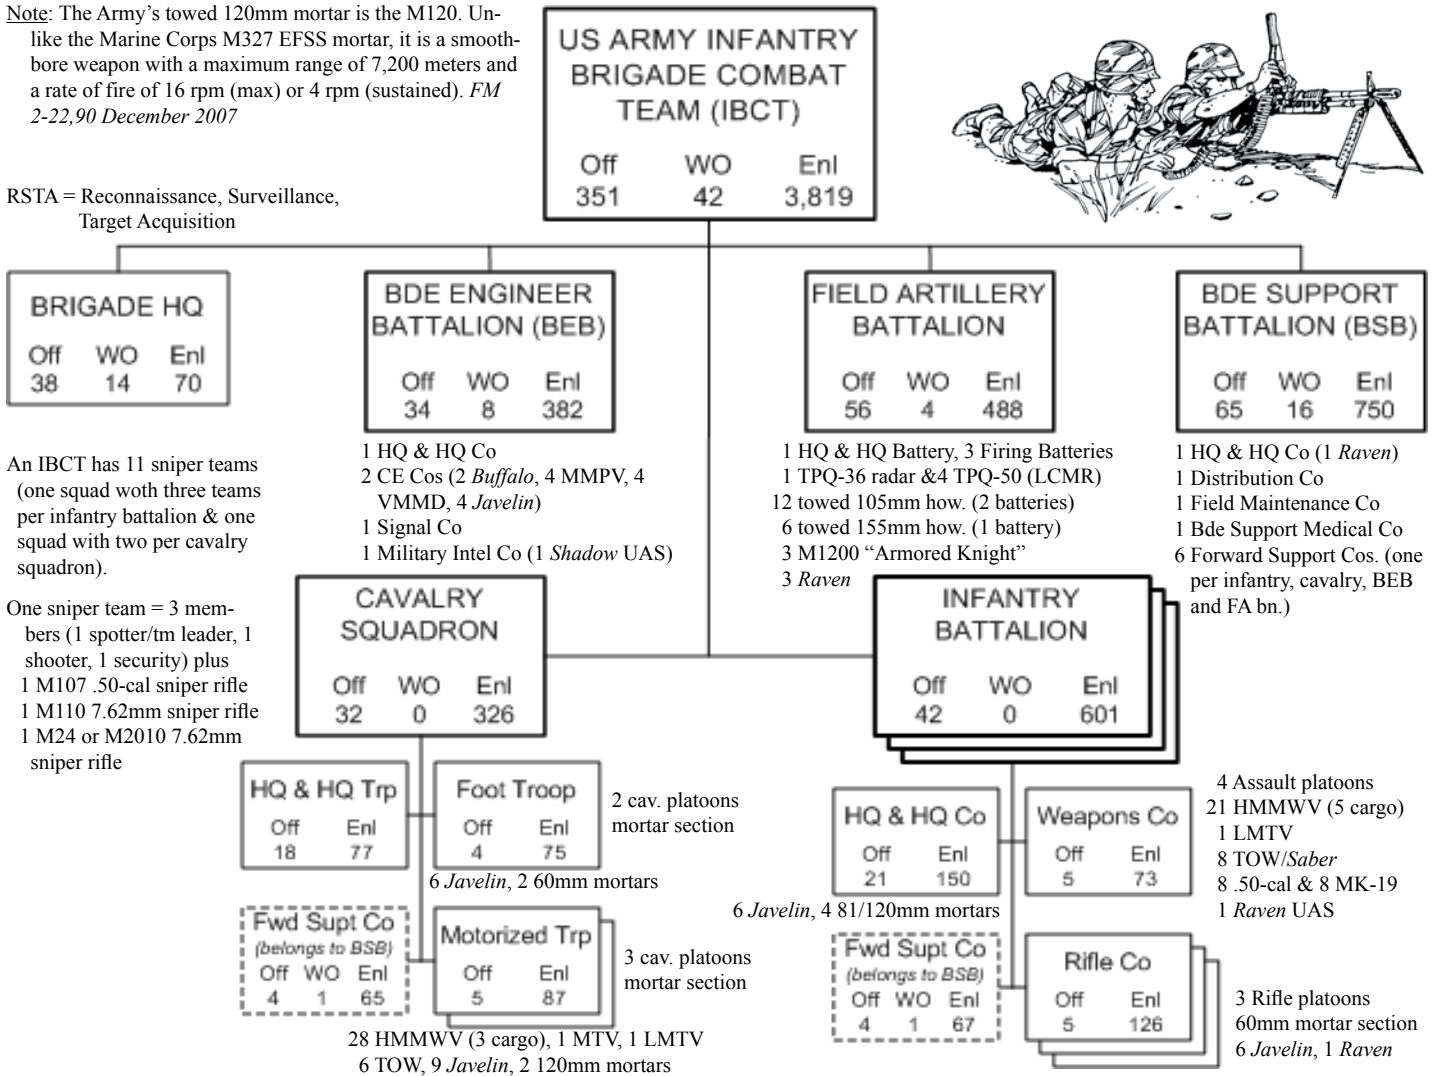 Note: The Army's towed 120mm mortar is the M120. Un-
like the Marine Corps M327 EFSS mortar, it is a smooth-
bore weapon with a maximum range of 7,200 meters and
a rate of fire of 16 rpm (max) or 4 rpm (sustained). FM
2-22,90 December 2007
RSTA = Reconnaissance, Surveillance,
Target Acquisition
US ARMY INFANTRY
BRIGADE COMBAT
TEAM (IBCT)
Off WO Enl
351 42 3,819
BRIGADE HQ
Off WO Enl
38 14 70
BDE ENGINEER
BATTALION (BEB)
Off WO Enl
34 8 382
1 HQ & HQ Co
2 CE Cos (2 Buffalo, 4 MMPV, 4
VMMD, 4 Javelin)
1 Signal Co
1 Military Intel Co (1 Shadow UAS)
FIELD ARTILLERY
BATTALION
Off WO Enl
56 4 488
1 HQ & HQ Battery, 3 Firing Batteries
1 TPQ-36 radar &4 TPQ-50 (LCMR)
12 towed 105mm how. (2 batteries)
6 towed 155mm how. (1 battery)
3 M1200 “Armored Knight”
3 Raven
BDE SUPPORT
BATTALION (BSB)
Off WO Enl
65 16 750
1 HQ & HQ Co (1 Raven)
1 Distribution Co
1 Field Maintenance Co
1 Bde Support Medical Co
6 Forward Support Cos. (one
per infantry, cavalry, BEB
and FA bn.)
An IBCT has 11 sniper teams
(one squad woth three teams
per infantry battalion & one
squad with two per cavalry
squadron).
One sniper team = 3 mem-
bers (1 spotter/tm leader, 1
shooter, 1 security) plus
1 M107 .50-cal sniper rifle
1 M110 7.62mm sniper rifle
1 M24 or M2010 7.62mm
sniper rifle
CAVALRY
SQUADRON
Off WO Enl
32 0 326
HQ & HQ Trp
Off Enl
18 77
Foot Troop
Off Enl
4 75
2 cav. platoons
mortar section
6 Javelin, 2 60mm mortars
Fwd Supt Co
(belongs to BSB)
Off WO Enl
4 1 65
Motorized Trp
Off Enl
5 87
3 cav. platoons
mortar section
28 HMMWV (3 cargo), 1 MTV, 1 LMTV
6 TOW, 9 Javelin, 2 120mm mortars
INFANTRY
BATTALION
Off WO Enl
42 0 601
HQ & HQ Co
Off Enl
21 150
6 Javelin, 4 81/120mm mortars
Weapons Co
Off Enl
5 73
4 Assault platoons
21 HMMWV (5 cargo)
1 LMTV
8 TOW/Saber
8 .50-cal & 8 MK-19
1 Raven UAS
Fwd Supt Co
(belongs to BSB)
Off WO Enl
4 1 67
Rifle Co
Off Enl
5 126
3 Rifle platoons
60mm mortar section
6 Javelin, 1 Raven